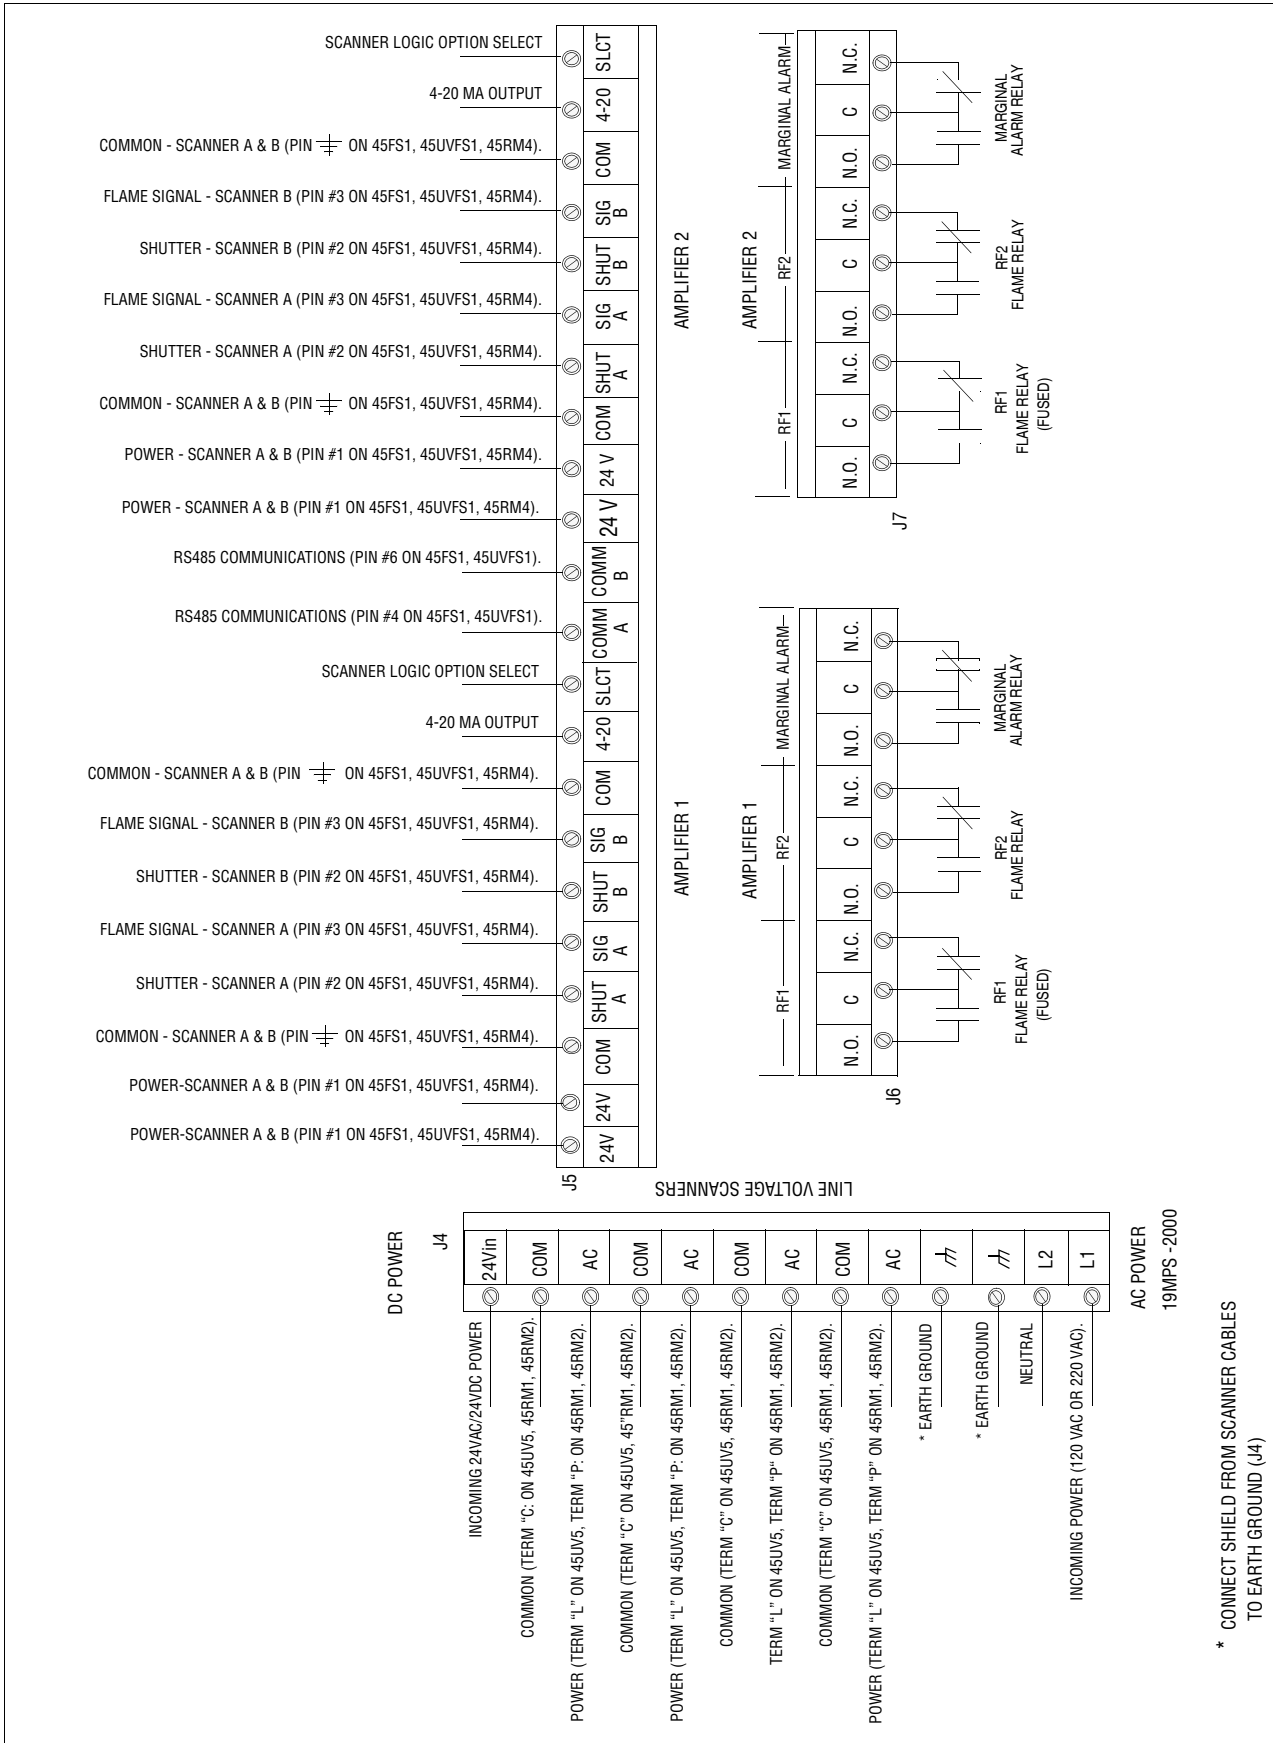 SCANNER LOGIC OPTION SELECT
4-20 MA OUTPUT
COMMON - SCANNER A & B (PIN ON 45FS1, 45UVFS1, 45RM4).
FLAME SIGNAL - SCANNER B (PIN #3 ON 45FS1, 45UVFS1, 45RM4).
SHUTTER - SCANNER B (PIN #2 ON 45FS1, 45UVFS1, 45RM4).
FLAME SIGNAL - SCANNER A (PIN #3 ON 45FS1, 45UVFS1, 45RM4).
SHUTTER - SCANNER A (PIN #2 ON 45FS1, 45UVFS1, 45RM4).
COMMON - SCANNER A & B (PIN ON 45FS1, 45UVFS1, 45RM4).
POWER - SCANNER A & B (PIN #1 ON 45FS1, 45UVFS1, 45RM4).
POWER - SCANNER A & B (PIN #1 ON 45FS1, 45UVFS1, 45RM4).
RS485 COMMUNICATIONS (PIN #6 ON 45FS1, 45UVFS1).
RS485 COMMUNICATIONS (PIN #4 ON 45FS1, 45UVFS1).
SCANNER LOGIC OPTION SELECT
4-20 MA OUTPUT
COMMON - SCANNER A & B (PIN ON 45FS1, 45UVFS1, 45RM4).
FLAME SIGNAL - SCANNER B (PIN #3 ON 45FS1, 45UVFS1, 45RM4).
SHUTTER - SCANNER B (PIN #2 ON 45FS1, 45UVFS1, 45RM4).
FLAME SIGNAL - SCANNER A (PIN #3 ON 45FS1, 45UVFS1, 45RM4).
SHUTTER - SCANNER A (PIN #2 ON 45FS1, 45UVFS1, 45RM4).
COMMON - SCANNER A & B (PIN ON 45FS1, 45UVFS1, 45RM4).
POWER-SCANNER A & B (PIN #1 ON 45FS1, 45UVFS1, 45RM4).
POWER-SCANNER A & B (PIN #1 ON 45FS1, 45UVFS1, 45RM4).
SLCT
4-20
COM
SIG
B
SHUT
B
SIG
A
SHUT
A
COM
24 V
24 V
COMM
B
COMM
A
SLCT
4-20
COM
SIG
B
SHUT
B
SIG
A
SHUT
A
COM
24V
24V
J5
AMPLIFIER 2
AMPLIFIER 1
AMPLIFIER 2
MARGINAL ALARM
RF2
RF1
N.C.
C
N.O.
N.C.
C
N.O.
N.C.
C
N.O.
J7
MARGINAL
ALARM RELAY
RF2
FLAME RELAY
RF1
FLAME RELAY
(FUSED)
AMPLIFIER 1
MARGINAL ALARM
RF2
RF1
N.C.
C
N.O.
N.C.
C
N.O.
N.C.
C
N.O.
J6
MARGINAL
ALARM RELAY
RF2
FLAME RELAY
RF1
FLAME RELAY
(FUSED)
LINE VOLTAGE SCANNERS
DC POWER
J4
24Vin
COM
AC
COM
AC
COM
AC
COM
AC
L2
L1
AC POWER
19MPS -2000
INCOMING 24VAC/24VDC POWER
COMMON (TERM “C: ON 45UV5, 45RM1, 45RM2).
POWER (TERM “L” ON 45UV5, TERM “P: ON 45RM1, 45RM2).
COMMON (TERM “C” ON 45UV5, 45”RM1, 45RM2).
POWER (TERM “L” ON 45UV5, TERM “P: ON 45RM1, 45RM2).
COMMON (TERM “C” ON 45UV5, 45RM1, 45RM2).
TERM “L” ON 45UV5, TERM “P“ ON 45RM1, 45RM2).
COMMON (TERM “C” ON 45UV5, 45RM1, 45RM2).
POWER (TERM “L” ON 45UV5, TERM “P” ON 45RM1, 45RM2).
* EARTH GROUND
* EARTH GROUND
NEUTRAL
INCOMING POWER (120 VAC OR 220 VAC).
* CONNECT SHIELD FROM SCANNER CABLES
TO EARTH GROUND (J4)